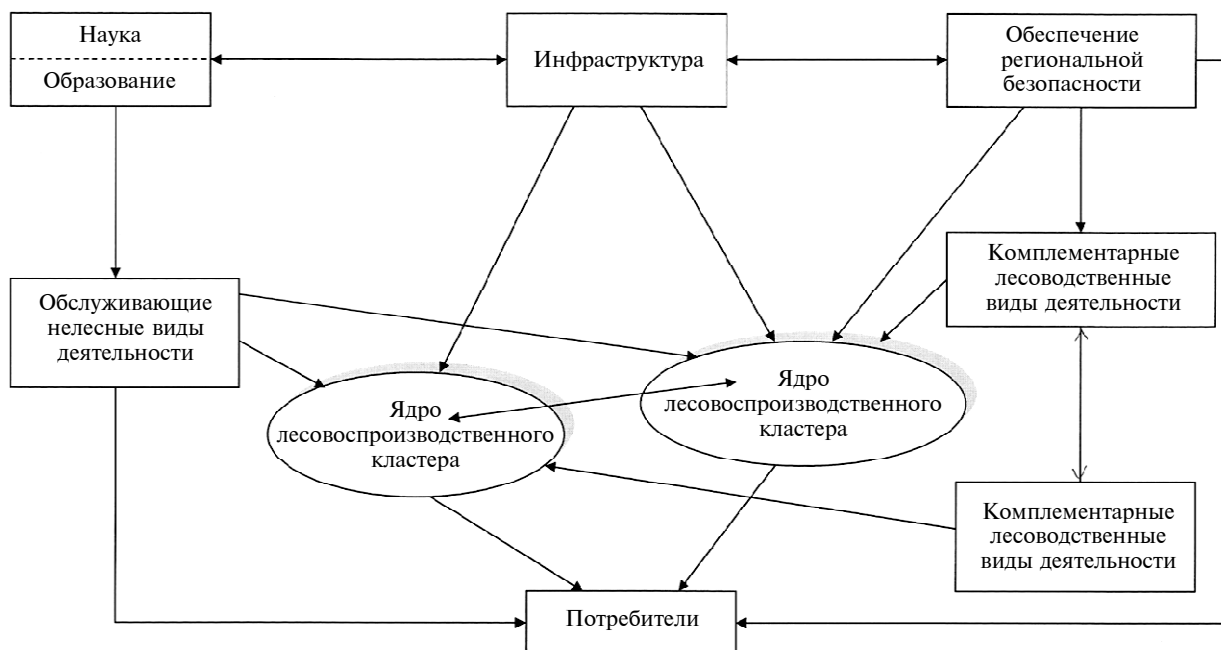 Наука
Образование
Инфраструктура
Обеспечение
региональной
безопасности
Обслуживающие
нелесные виды
деятельности
Комплементарные
лесоводственные
виды деятельности
Ядро
лесовоспроизводственного
кластера
Ядро
лесовоспроизводственного
кластера
Комплементарные
лесоводственные
виды деятельности
Потребители